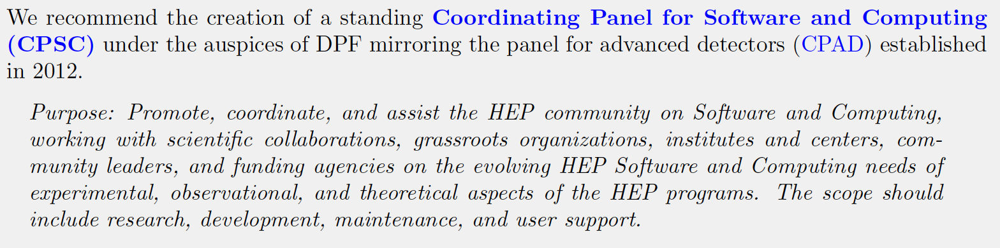 We recommend the creation of a standing Coordinating Panel for Software and Computing
(CPSC) under the auspices of DPF mirroring the panel for advanced detectors (CPAD) established
in 2012.
Purpose: Promote, coordinate, and assist the HEP community on Software and Computing,
working with scientific collaborations, grassroots organizations, institutes and centers, com-
munity leaders, and funding agencies on the evolving HEP Software and Computing needs of
experimental, observational, and theoretical aspects of the HEP programs. The scope should
include research, development, maintenance, and user support.